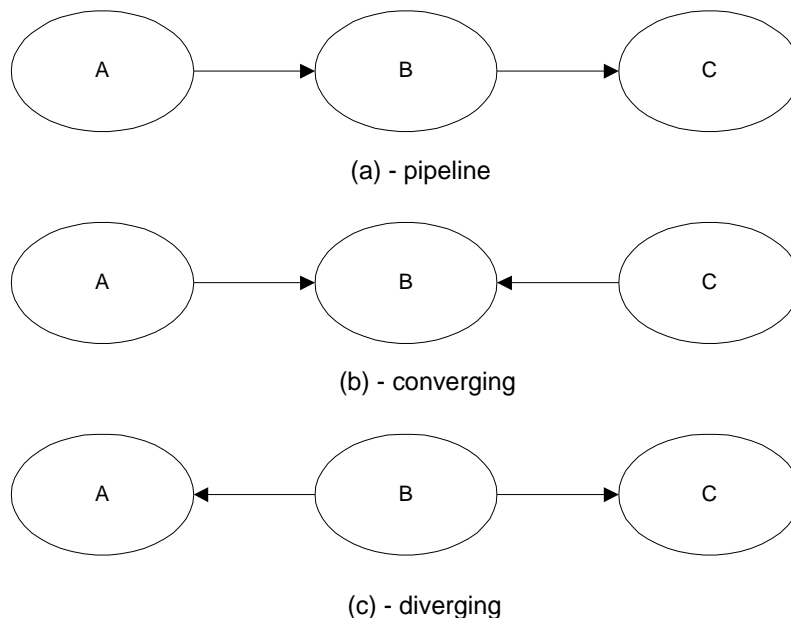 A B C
(a) - pipeline
A B C
(b) - converging
A B C
(c) - diverging